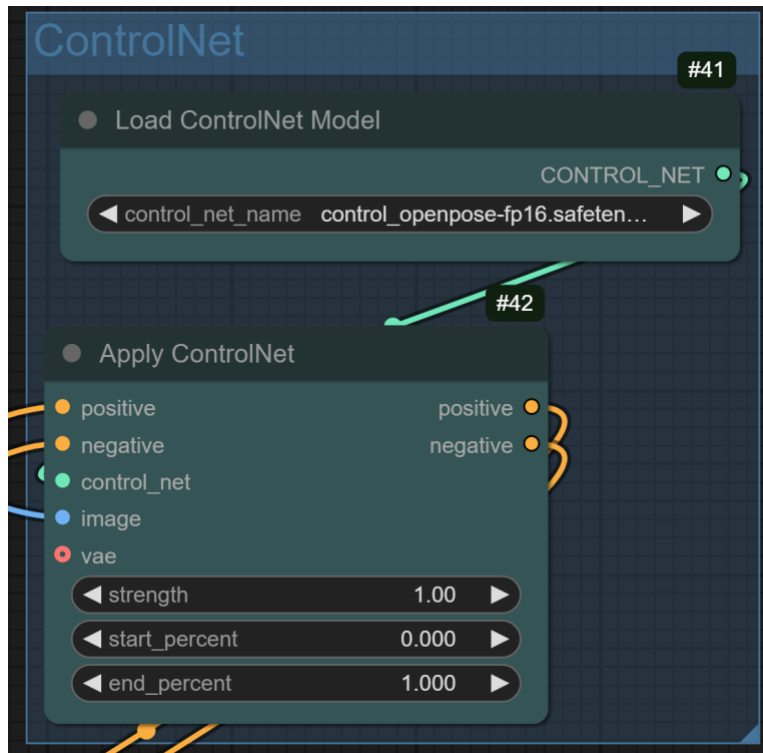 ControlNet
#41
Load ControlNet Model
CONTROL_NET
control_net_name control_openpose-fp16.safeten...
#42
Apply ControlNet
positive positive
negative negative
control_net
image
vae
strength 1.00
start_percent 0.000
end_percent 1.000